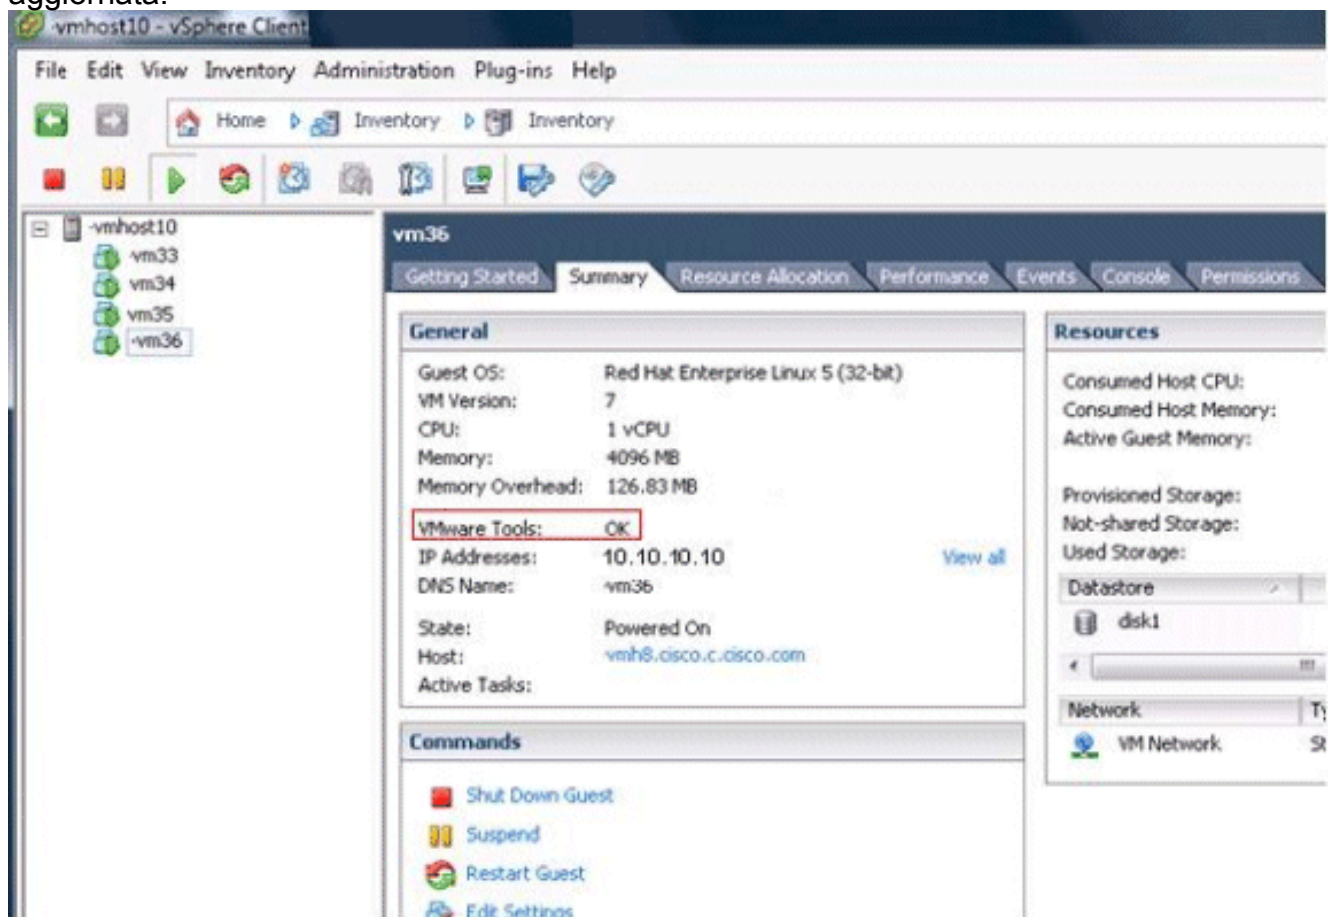 aggiornata.
vmhost10 - vSphere Client
File Edit View Inventory Administration Plug-ins Help
Home Inventory Inventory
vmhost10
vm33
vm34
vm35
vm36
vm36
Getting Started Summary Resource Allocation Performance Events Console Permissions
General
Guest OS: Red Hat Enterprise Linux 5 (32-bit)
VM Version: 7
CPU: 1 vCPU
Memory: 4096 MB
Memory Overhead: 126.83 MB
VMware Tools: OK
IP Addresses: 10.10.10.10 View all
DNS Name: vm36
State: Powered On
Host: vmh8.cisco.c.cisco.com
Active Tasks:
Commands
Shut Down Guest
Suspend
Restart Guest
Edit Settings
Resources
Consumed Host CPU:
Consumed Host Memory:
Active Guest Memory:
Provisioned Storage:
Not-shared Storage:
Used Storage:
Datastore
disk1
Network
VM Network